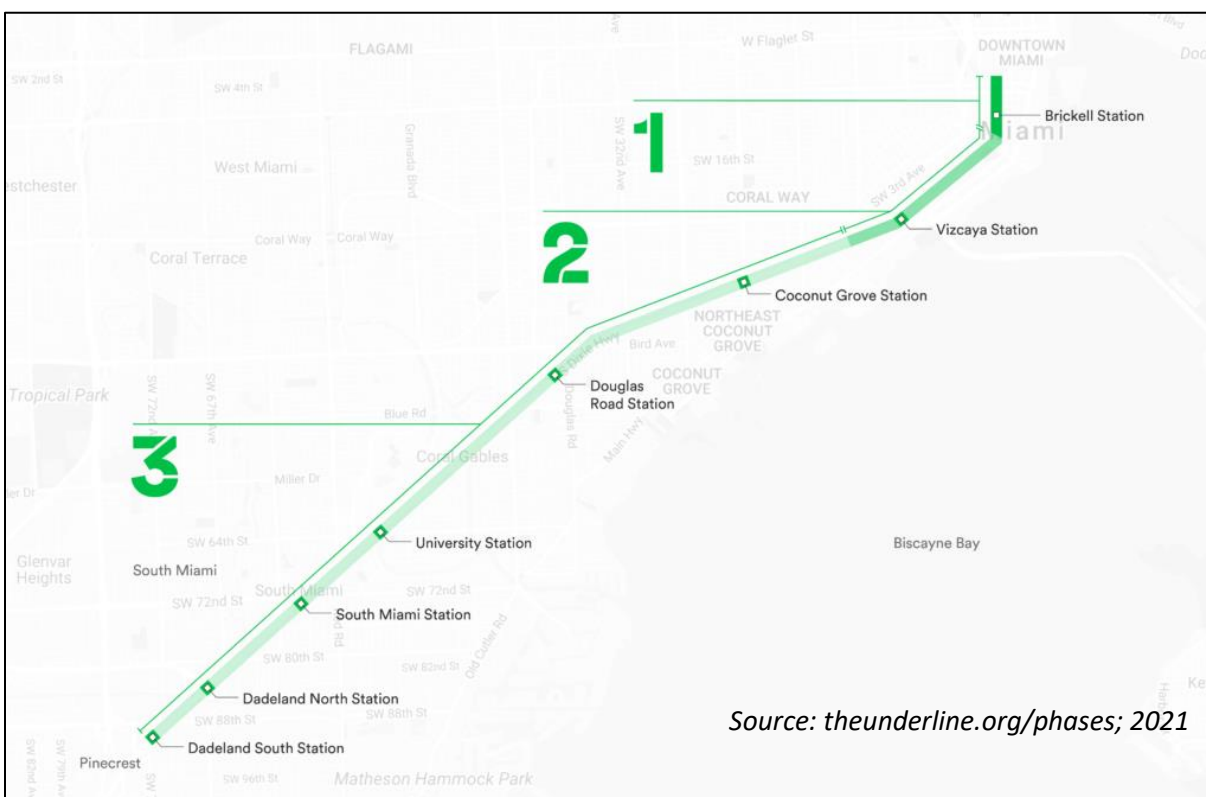 FLAGAMI
W Flagler St
DOWNTOWN
MIAMI
SW 2nd St
SW 4th St
Brickell Station
1
Miami
SW 32nd Ave
Granada Blvd
SW 16th St
West Miami
estchester
CORAL WAY
SW 3rd Ave
2
Vizcaya Station
Coral Way
Coral Way
Coral Terrace
Coconut Grove Station
NORTHEAST
COCONUT
GROVE
S Dixie Hwy
Bird Ave
COCONUT
GROVE
Douglas
Road Station
Tropical Park
SW 67th Ave
Blue Rd
Douglas Rd
Main Hwy
3
Coral Gables
Miller Dr
University Station
SW 64th St
Biscayne Bay
Glenvar
Heights
South Miami
South Miami
SW 72nd St
SW 72nd St
South Miami Station
Old Cutler Rd
SW 80th St
SW 82nd St
Dadeland North Station
SW 88th St
SW 88th St
Source: theunderline.org/phases; 2021
Dadeland South Station
Pinecrest
SW 82nd
SW 79th Ave
SW 96th St
Matheson Hammock Park